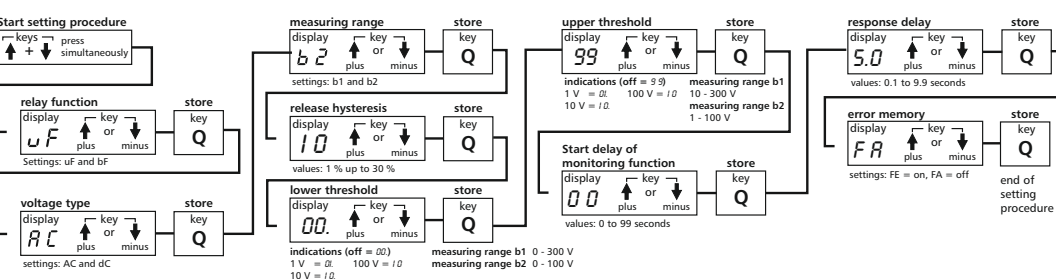 Start setting procedure
keys
+
press
simultaneously
relay function
store
display
key
or
plus
minus
uF
key
Q
Settings: uF and bF
voltage type
store
display
key
or
plus
minus
AC
key
Q
settings: AC and dC
measuring range
store
display
key
or
plus
minus
b2
key
Q
settings: b1 and b2
release hysteresis
store
display
key
or
plus
minus
10
key
Q
values: 1 % up to 30 %
lower threshold
store
display
key
or
plus
minus
00.
key
Q
indications (off = 00.)
1 V = 01. 100 V = 10
10 V = 10.
measuring range b1 0 - 300 V
measuring range b2 0 - 100 V
upper threshold
store
display
key
or
plus
minus
99
key
Q
indications (off = 99)
1 V = 01. 100 V = 10
10 V = 10.
measuring range b1
10 - 300 V
measuring range b2
1 - 100 V
Start delay of
monitoring function
store
display
key
or
plus
minus
00
key
Q
values: 0 to 99 seconds
response delay
store
display
key
or
plus
minus
5.0
key
Q
values: 0.1 to 9.9 seconds
error memory
store
display
key
or
plus
minus
FA
key
Q
settings: FE = on, FA = off
end of
setting
procedure